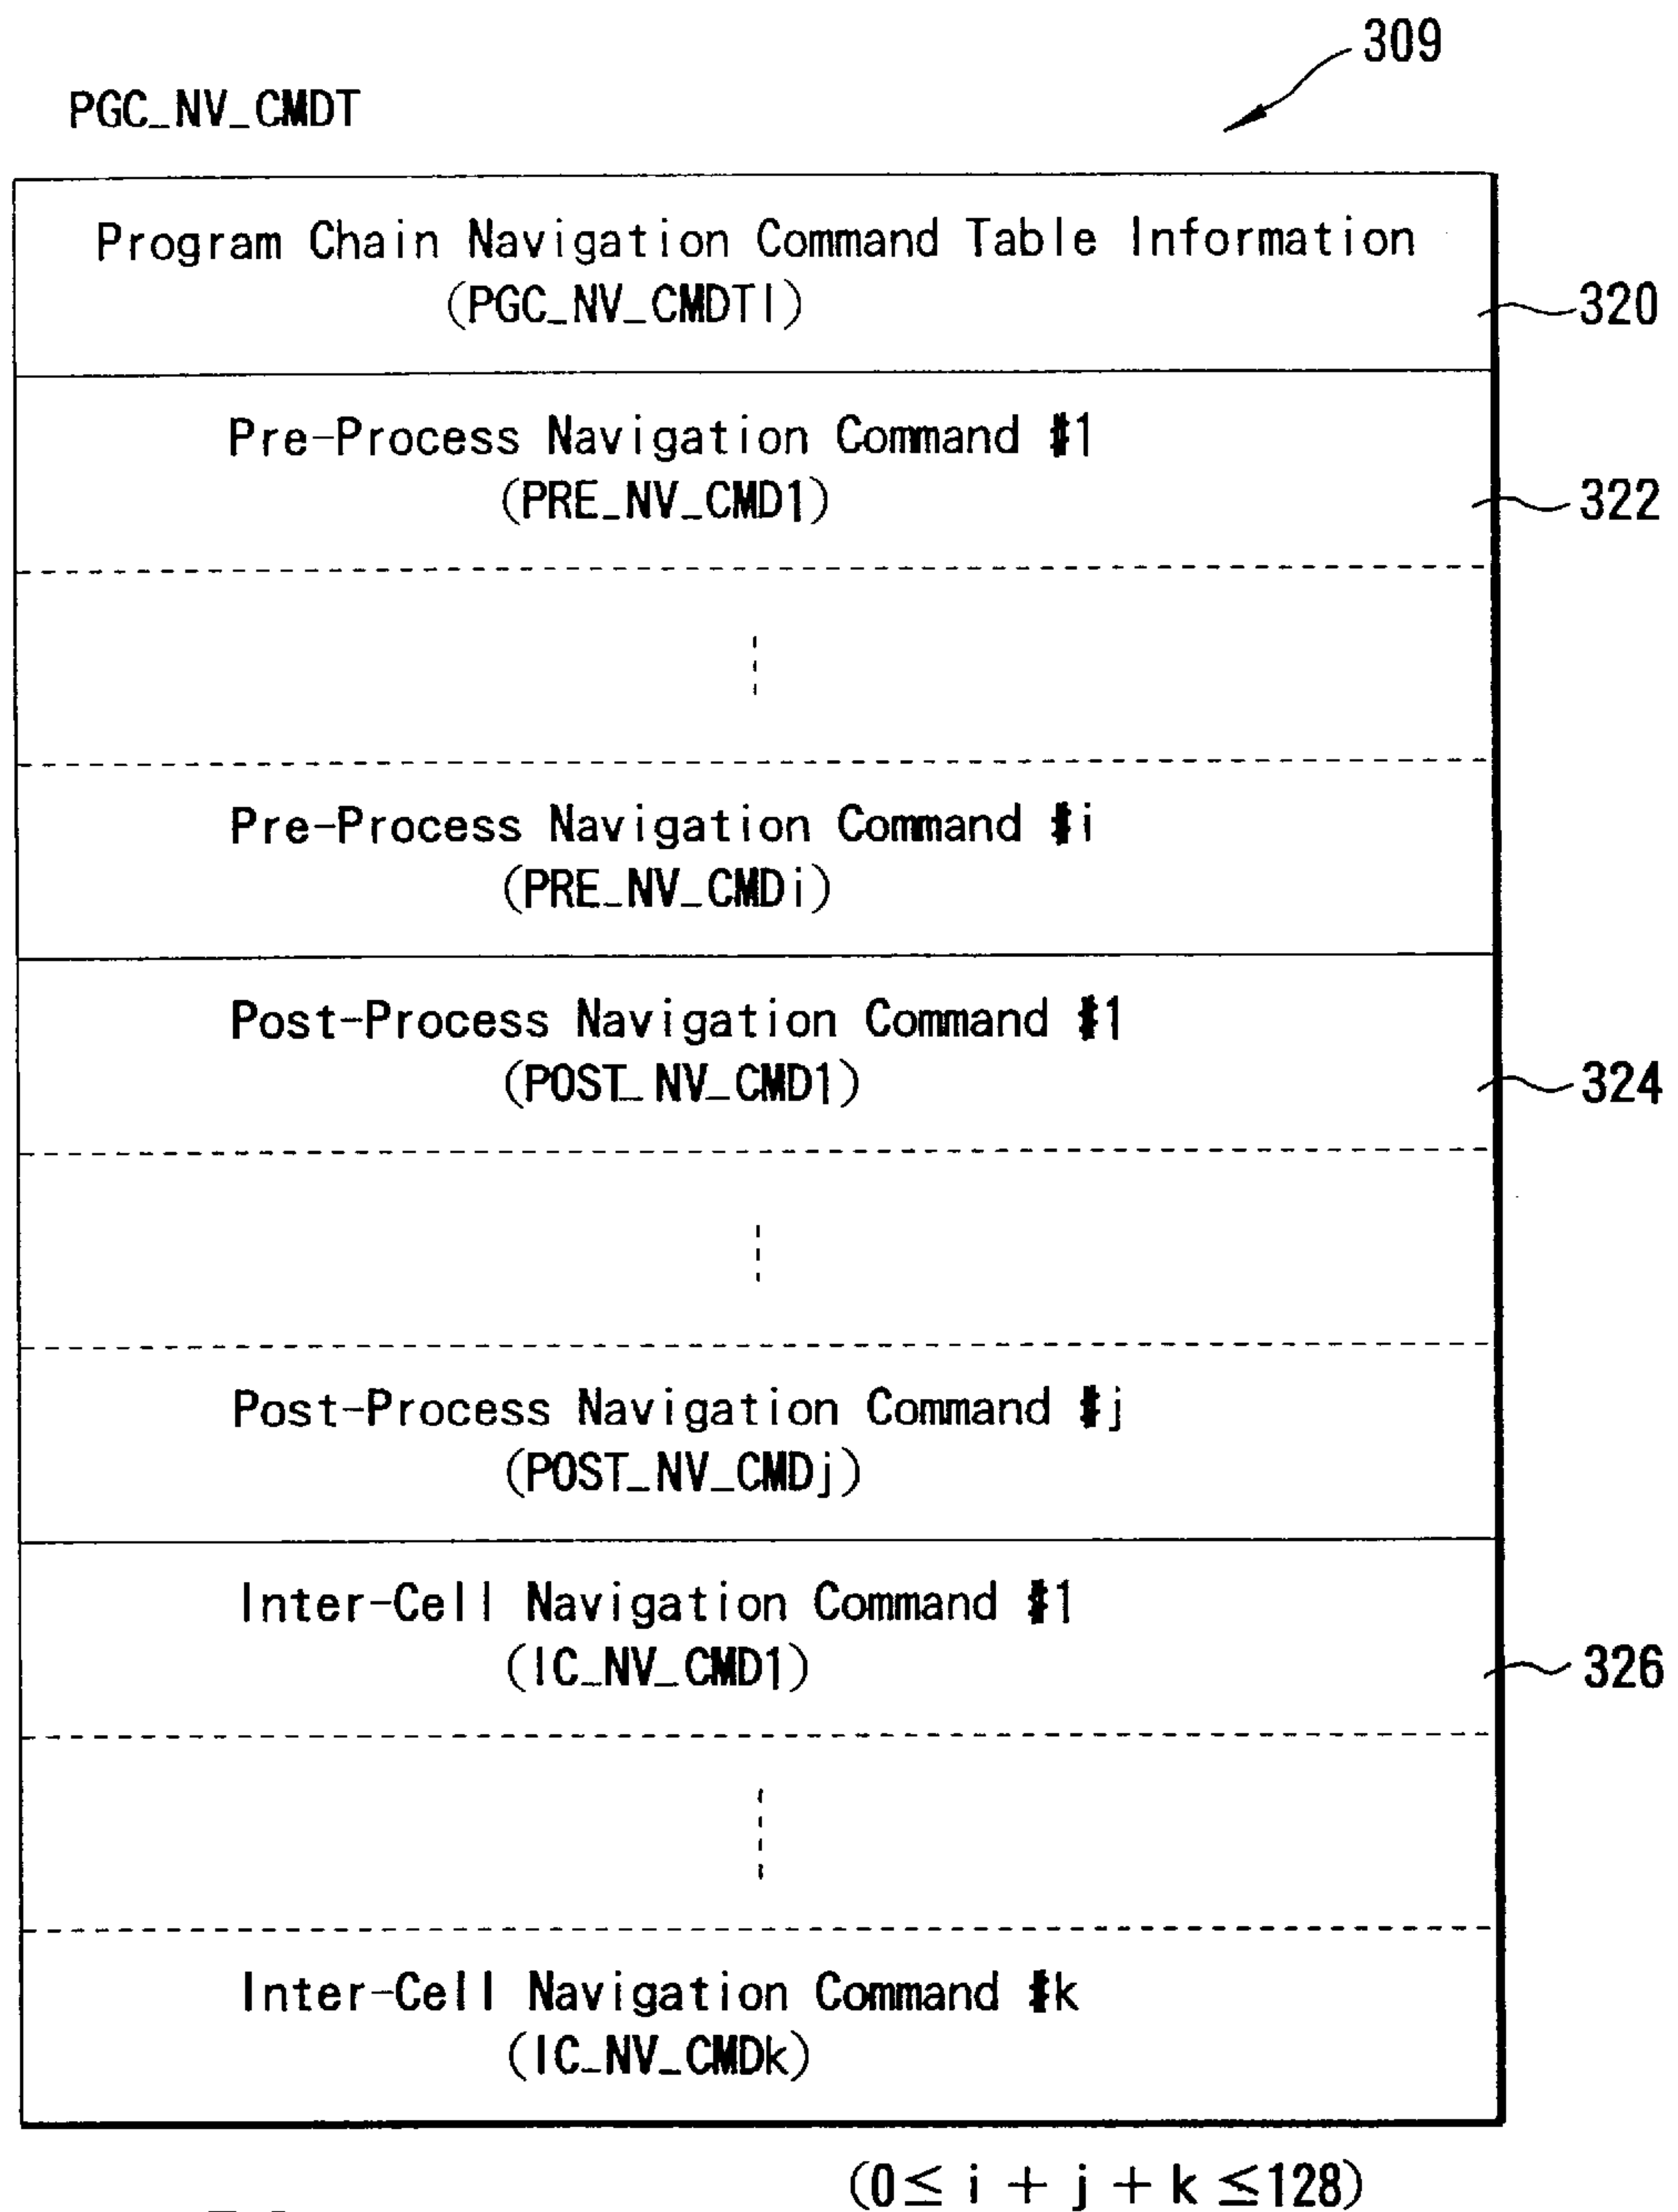 309
PGC_NV_CMDT
Program Chain Navigation Command Table Information
(PGC_NV_CMDTI)
320
Pre-Process Navigation Command #1
(PRE_NV_CMD1)
322
Pre-Process Navigation Command #i
(PRE_NV_CMDi)
Post-Process Navigation Command #1
(POST_NV_CMD1)
324
Post-Process Navigation Command #j
(POST_NV_CMDj)
Inter-Cell Navigation Command #1
(IC_NV_CMD1)
326
Inter-Cell Navigation Command #k
(IC_NV_CMDk)
(0≤ i + j + k ≤128)